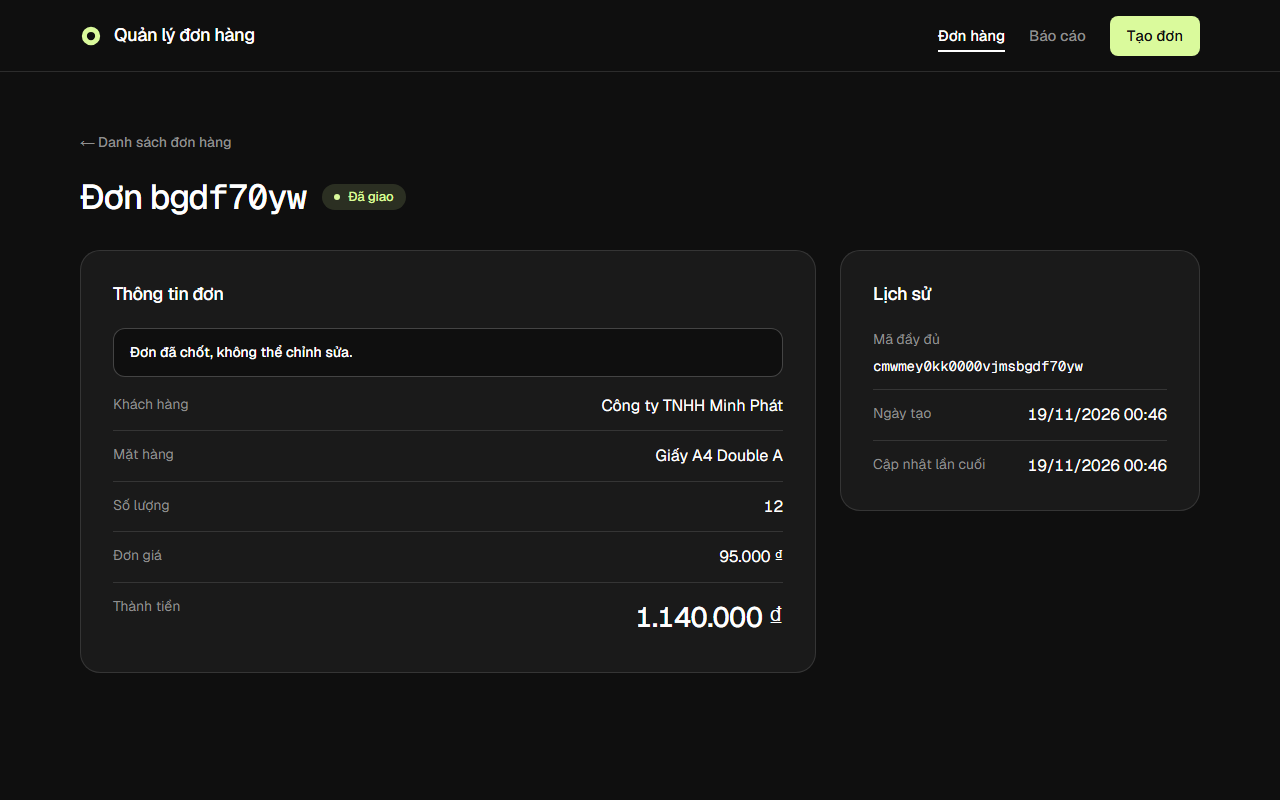 Quản lý đơn hàng
Đơn hàng
Báo cáo
Tạo đơn
← Danh sách đơn hàng
Đơn bgdf70yw
Đã giao
Thông tin đơn
Đơn đã chốt, không thể chỉnh sửa.
Khách hàng
Công ty TNHH Minh Phát
Mặt hàng
Giấy A4 Double A
Số lượng
12
Đơn giá
95.000 ₫
Thành tiền
1.140.000 ₫
Lịch sử
Mã đầy đủ
cmwmey0kk0000vjmsbgdf70yw
Ngày tạo
19/11/2026 00:46
Cập nhật lần cuối
19/11/2026 00:46